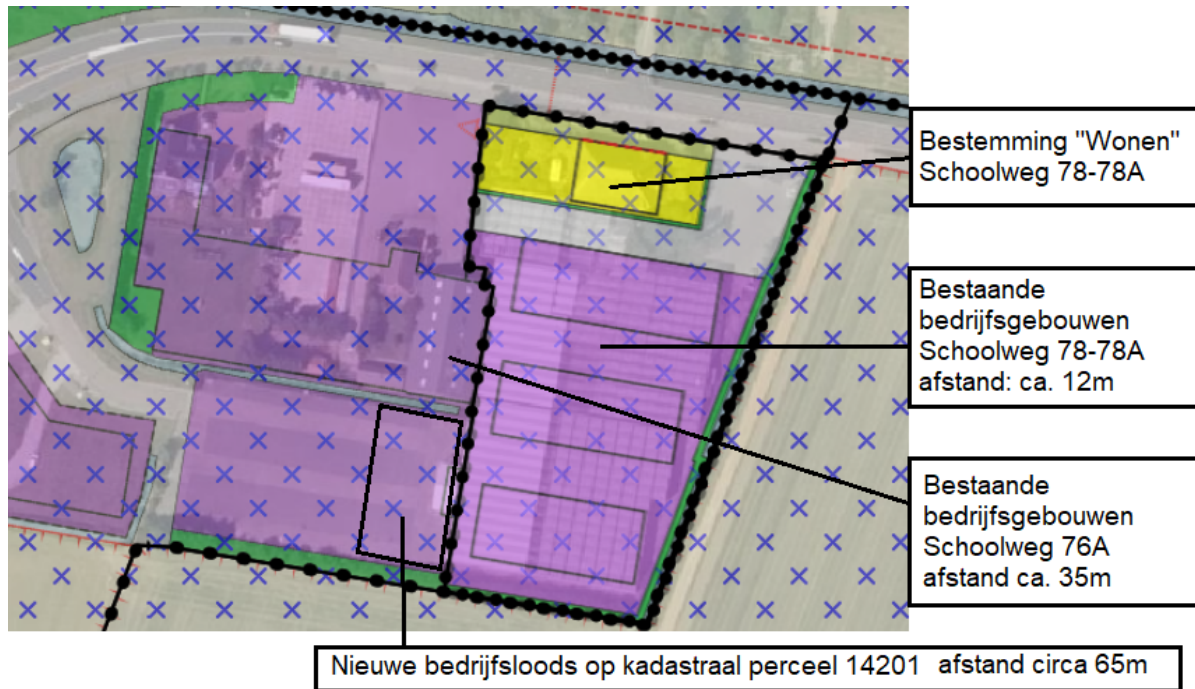 Bestemming "Wonen"
Schoolweg 78-78A
Bestaande
bedrijfsgebouwen
Schoolweg 78-78A
afstand: ca. 12m
Bestaande
bedrijfsgebouwen
Schoolweg 76A
afstand ca. 35m
Nieuwe bedrijfsloods op kadastraal perceel 14201 afstand circa 65m